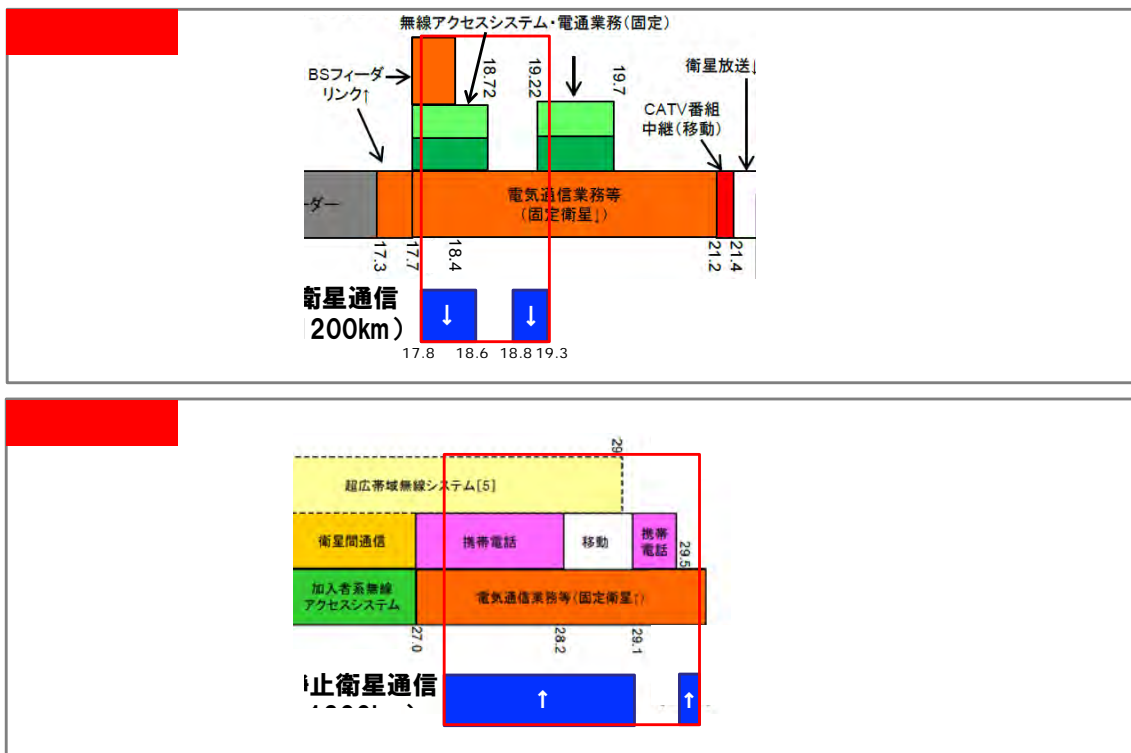 無線アクセスシステム・電通業務(固定)
BSフィーダ
リンク↑
18.72
19.22
19.7
衛星放送↓
CATV番組
中継(移動)
ーダー
電気通信業務等
(固定衛星↓)
17.3
17.7
18.4
21.2
21.4
衛星通信
200km)
↓
↓
17.8
18.6
18.8
19.3
29
超広帯域無線システム[5]
衛星間通信
携帯電話
移動
携帯
電話
29.5
加入者系無線
アクセスシステム
電気通信業務等(固定衛星↑)
27.0
28.2
29.1
止衛星通信
↑
↑